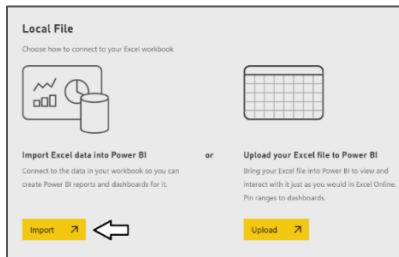 Local File
Choose how to connect to your Excel workbook
Import Excel data into Power BI
Connect to the data in your workbook so you can
create Power BI reports and dashboards for it.
Import
or
Upload your Excel file to Power BI
Bring your Excel file into Power BI to view and
interact with it just as you would in Excel Online.
Pin ranges to dashboards.
Upload